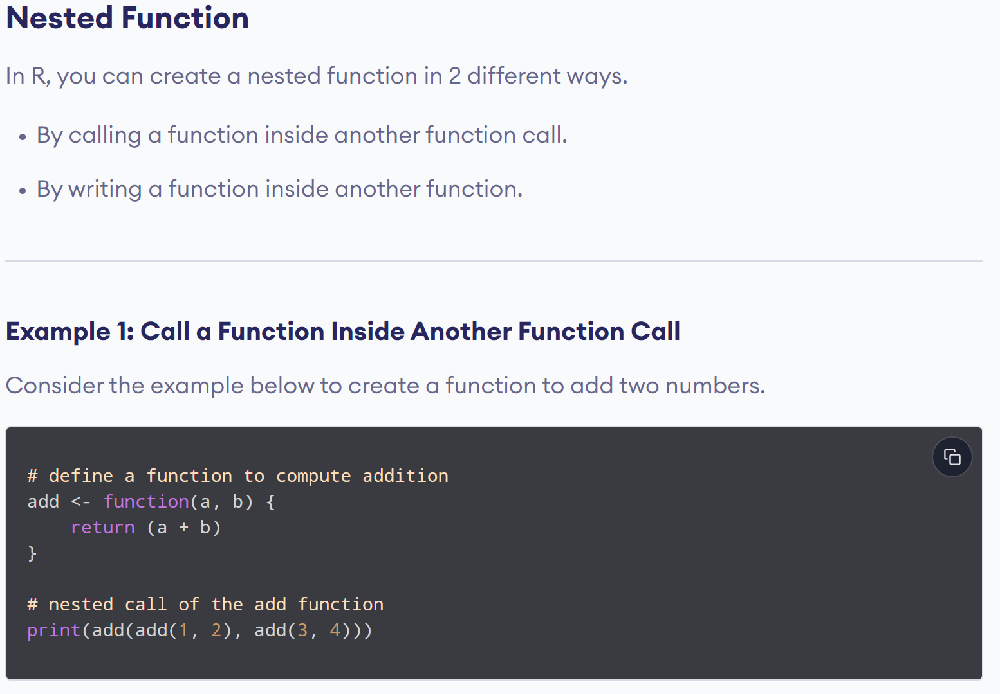 Nested Function
In R, you can create a nested function in 2 different ways.
• By calling a function inside another function call.
• By writing a function inside another function.
Example 1: Call a Function Inside Another Function Call
Consider the example below to create a function to add two numbers.
# define a function to compute addition
add <- function(a, b) {
    return (a + b)
}
# nested call of the add function
print(add(add(1, 2), add(3, 4)))